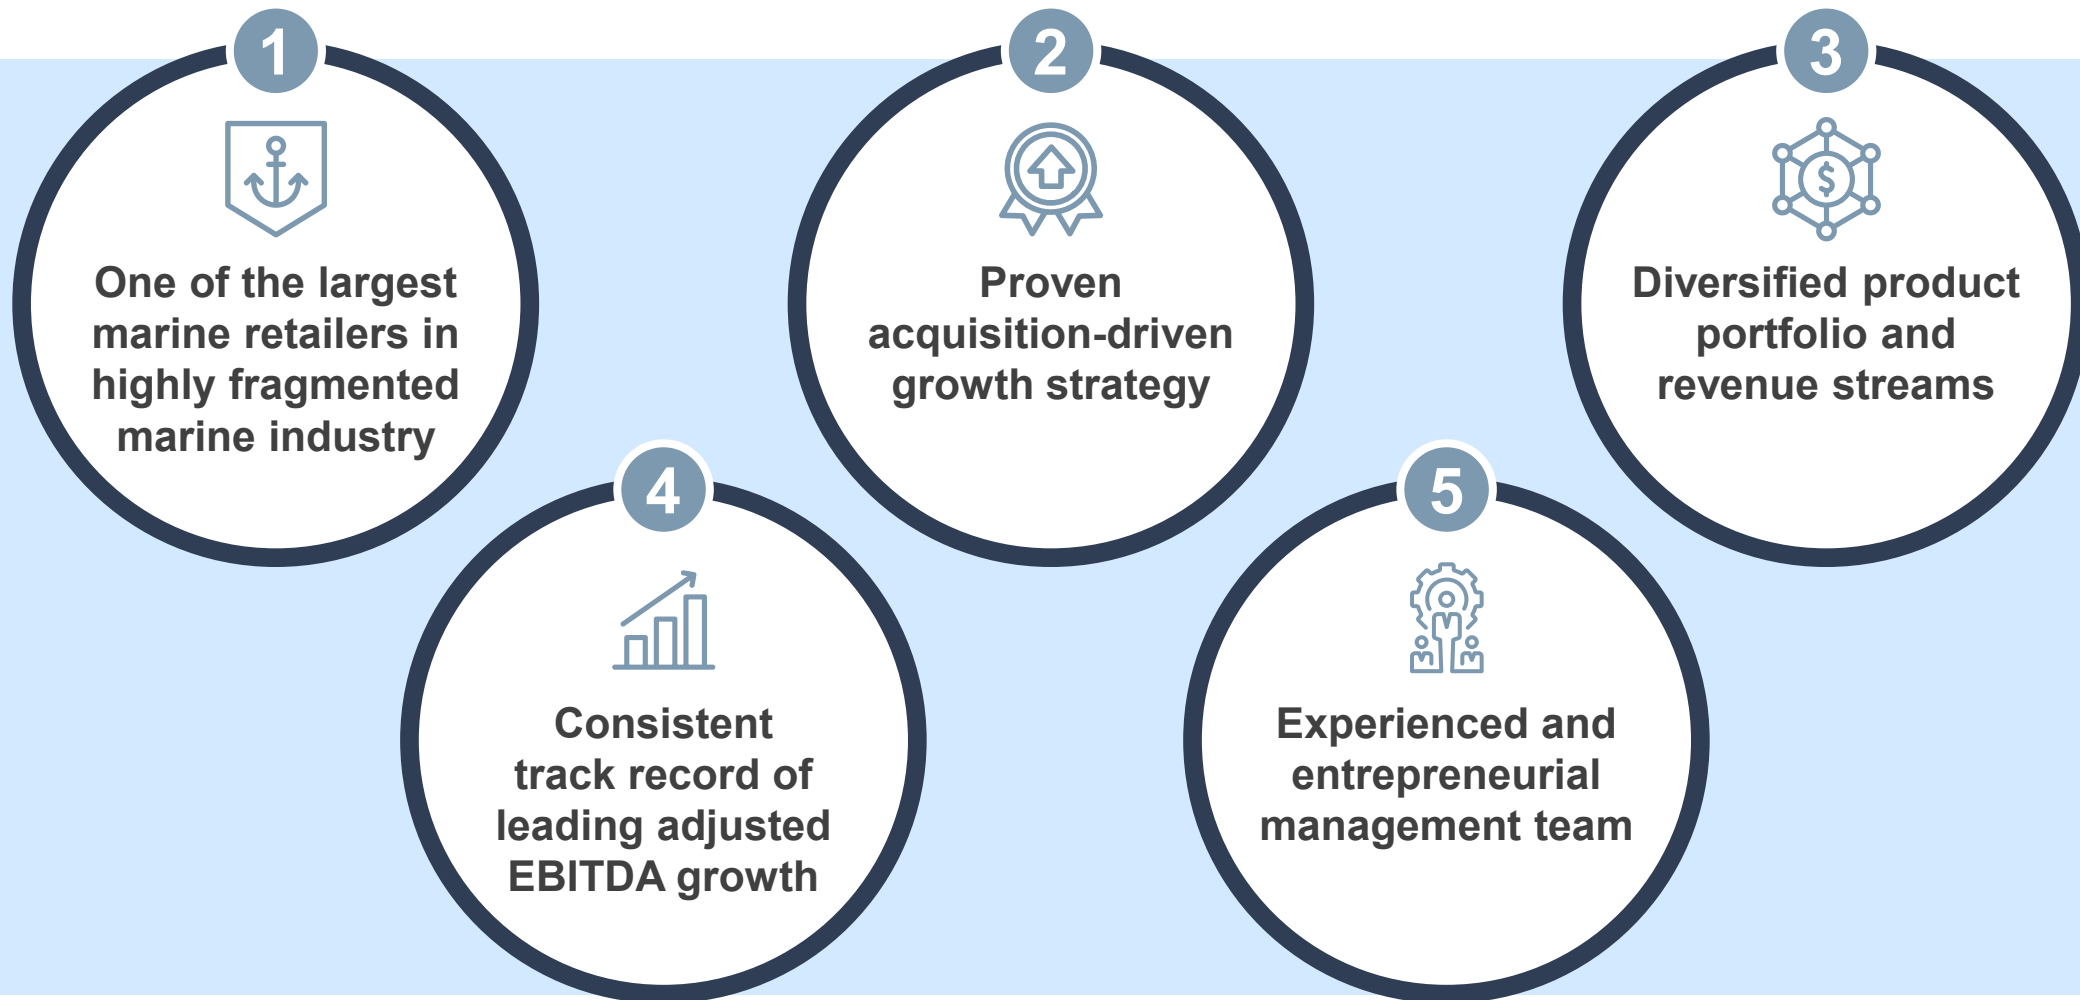 1
One of the largest
marine retailers in
highly fragmented
marine industry
2
Proven
acquisition-driven
growth strategy
3
$
Diversified product
portfolio and
revenue streams
4
Consistent
track record of
leading adjusted
EBITDA growth
5
Experienced and
entrepreneurial
management team